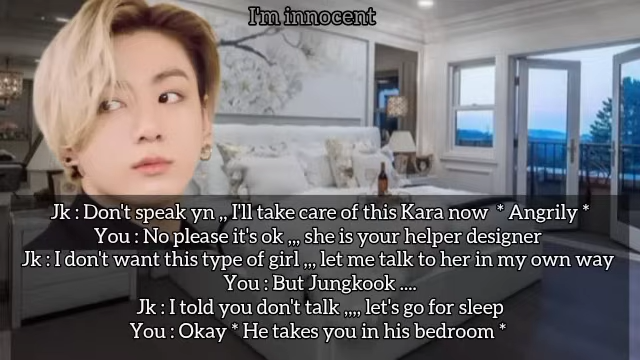 I'm innocent
Jk : Don't speak yn ,, I'll take care of this Kara now * Angrily *
You : No please it's ok ,,, she is your helper designer
Jk : I don't want this type of girl ,,, let me talk to her in my own way
You : But Jungkook ....
Jk : I told you don't talk ,,,, let's go for sleep
You : Okay * He takes you in his bedroom *